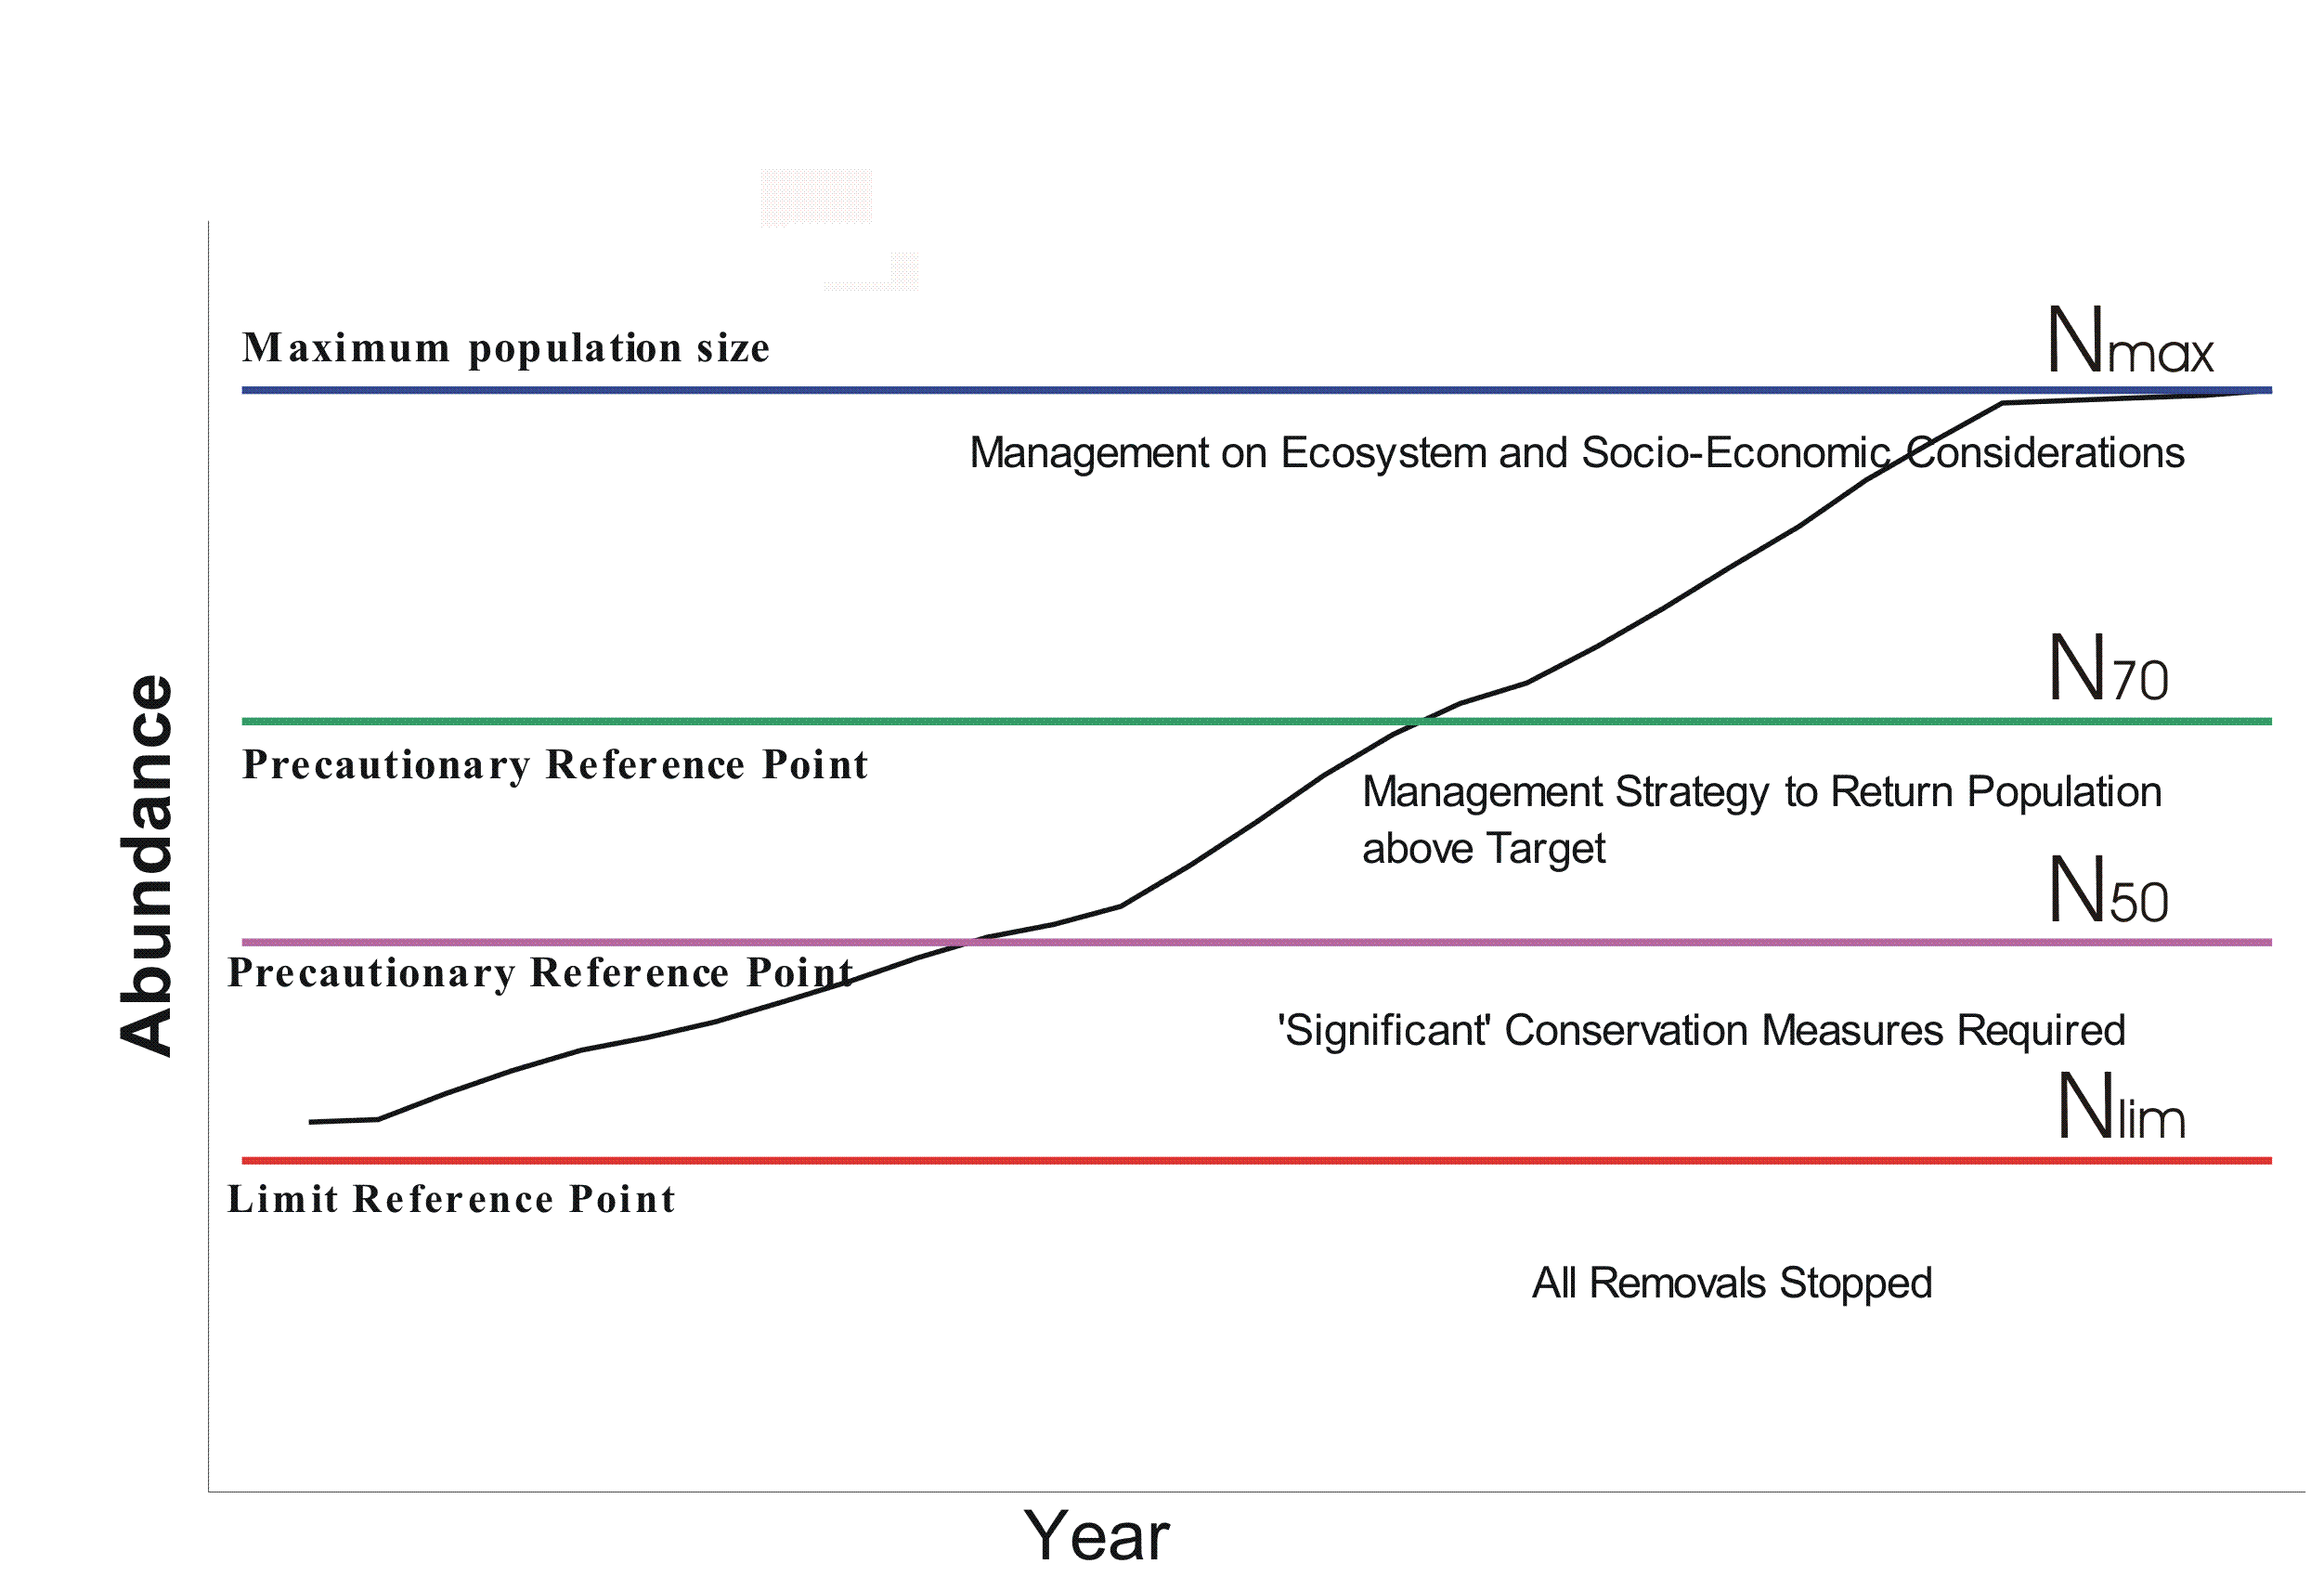 Maximum population size
Nmax
Management on Ecosystem and Socio-Economic Considerations
N70
Precautionary Reference Point
Management Strategy to Return Population
above Target
N50
Precautionary Reference Point
'Significant' Conservation Measures Required
Nlim
Limit Reference Point
All Removals Stopped
Abundance
Year